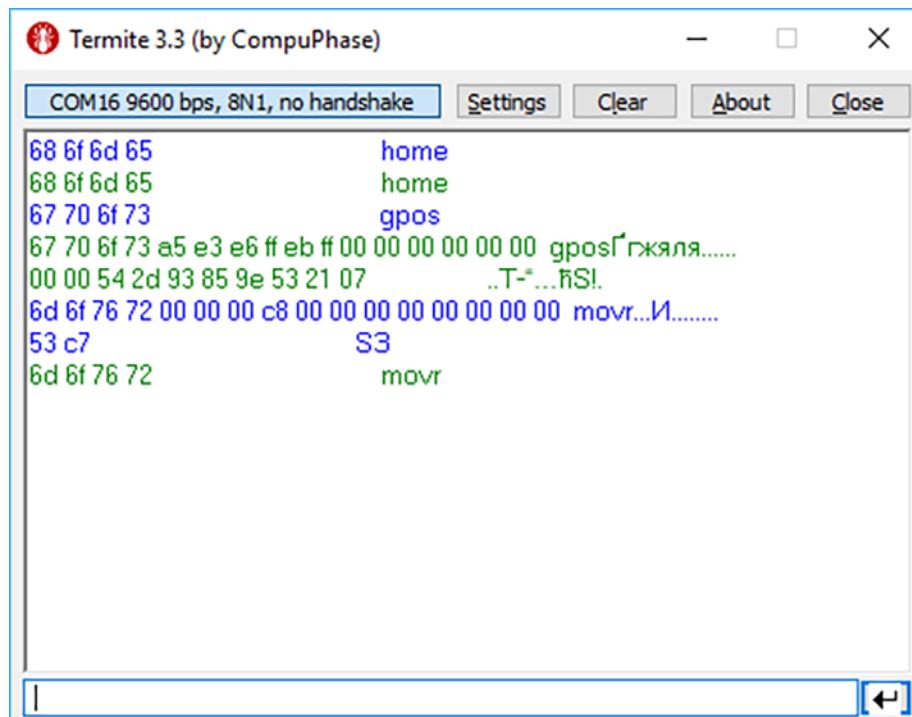 Termite 3.3 (by CompuPhase)
COM16 9600 bps, 8N1, no handshake Settings Clear About Close
68 6f 6d 65 home
68 6f 6d 65 home
67 70 6f 73 gpos
67 70 6f 73 a5 e3 e6 ff eb ff 00 00 00 00 00 00 gposҐгжяля......
00 00 54 2d 93 85 9e 53 21 07 ..T-“…ћS!.
6d 6f 76 72 00 00 00 c8 00 00 00 00 00 00 00 00 movr...И........
53 c7 SЗ
6d 6f 76 72 movr